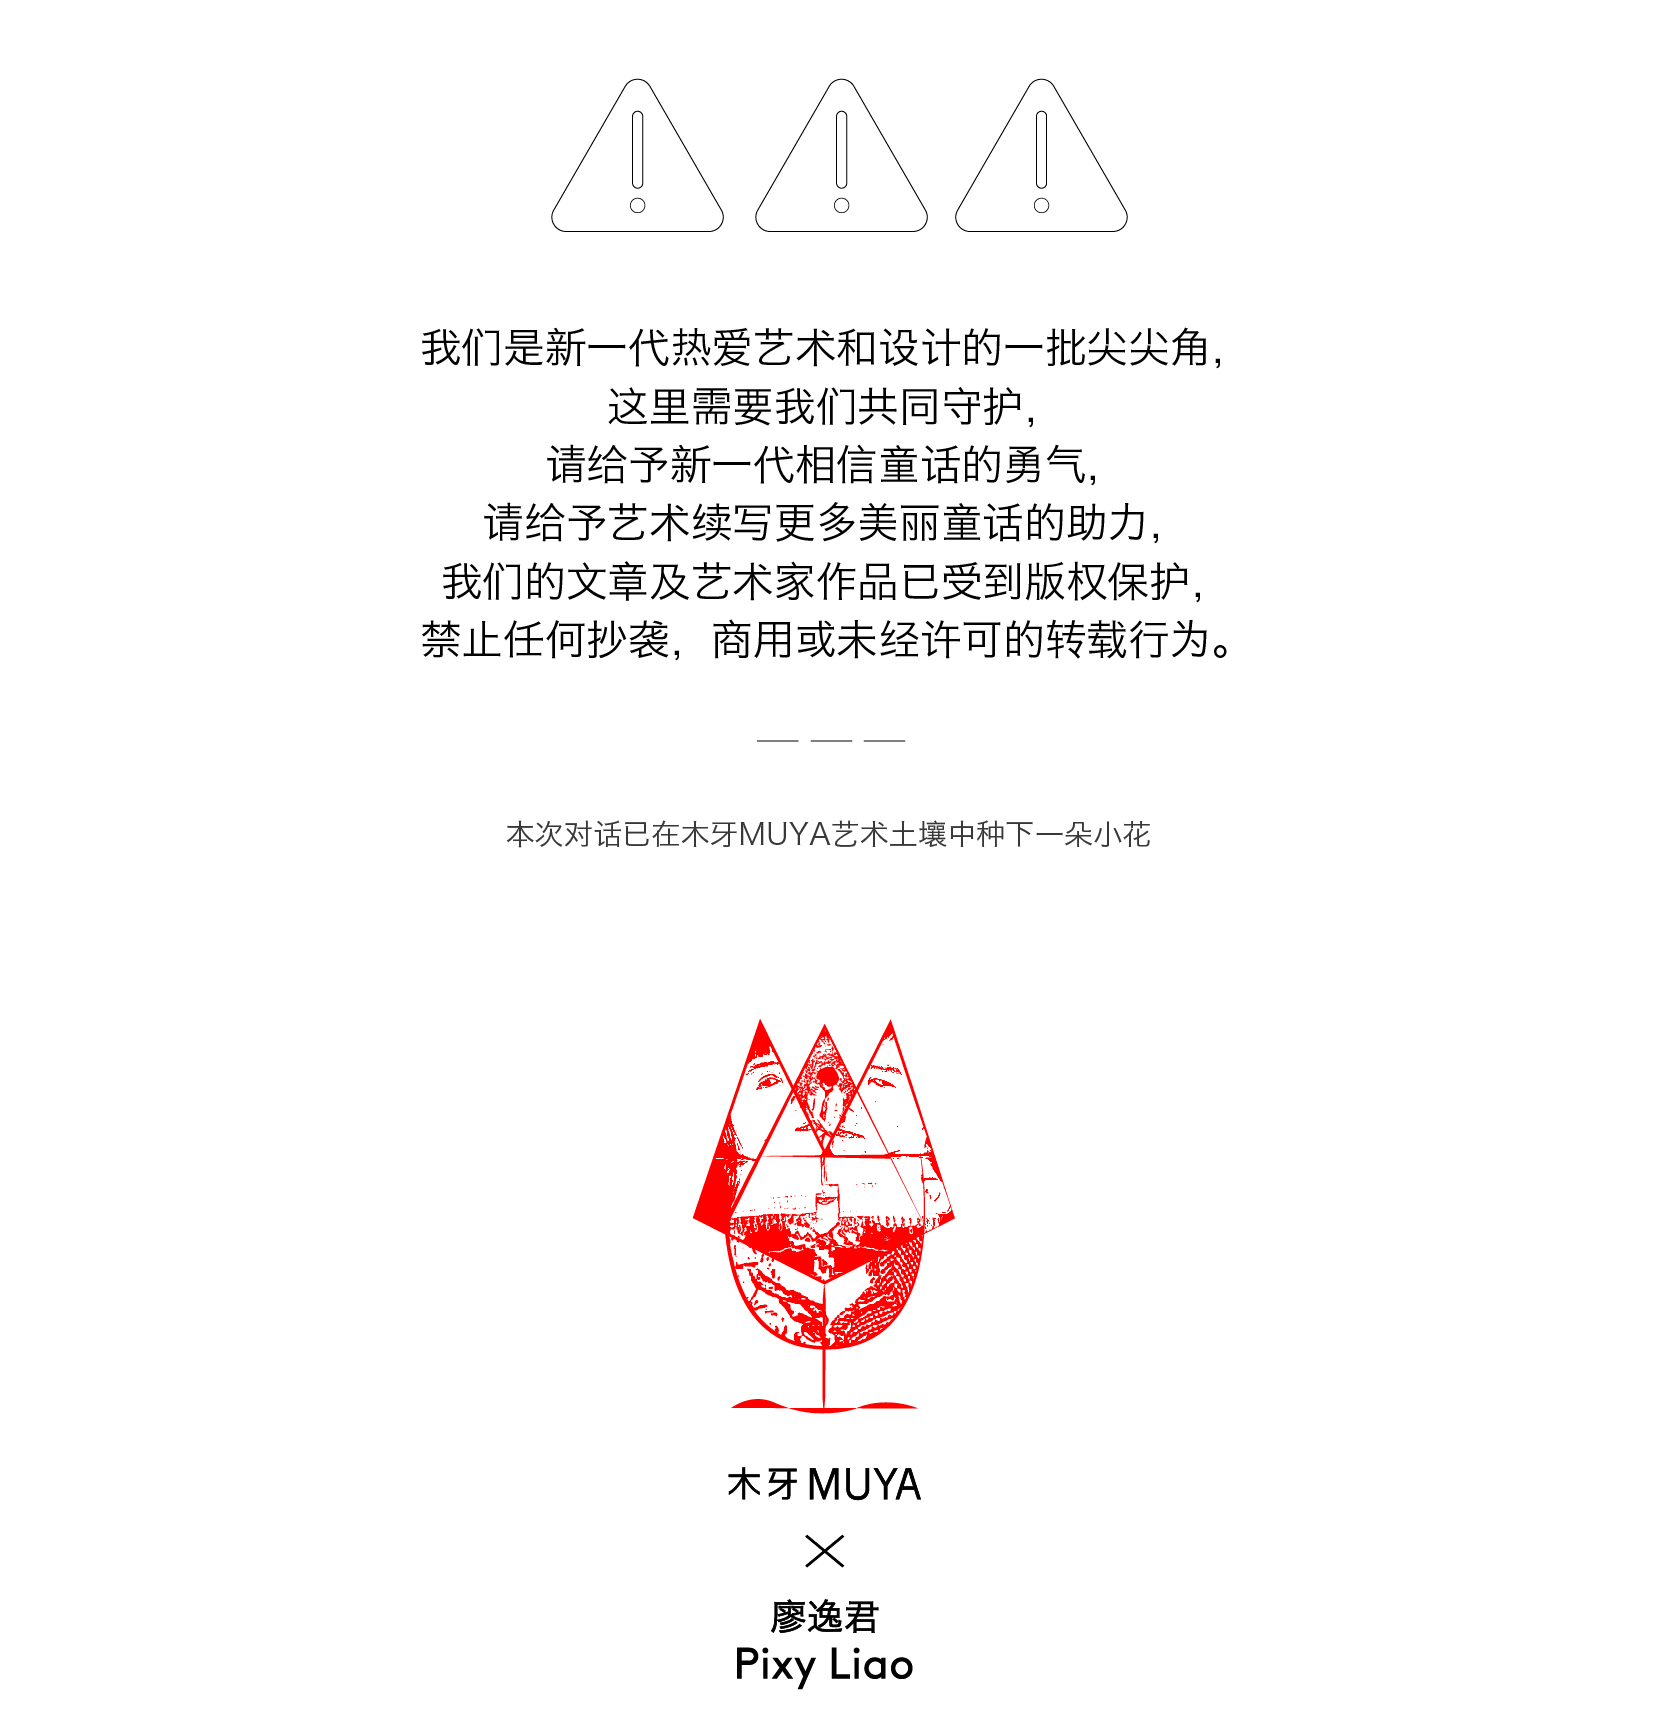 我们是新一代热爱艺术和设计的一批尖尖角，
这里需要我们共同守护，
请给予新一代相信童话的勇气，
请给予艺术续写更多美丽童话的助力，
我们的文章及艺术家作品已受到版权保护，
禁止任何抄袭，商用或未经许可的转载行为。
本次对话已在木牙MUYA艺术土壤中种下一朵小花
木牙MUYA
廖逸君
Pixy Liao